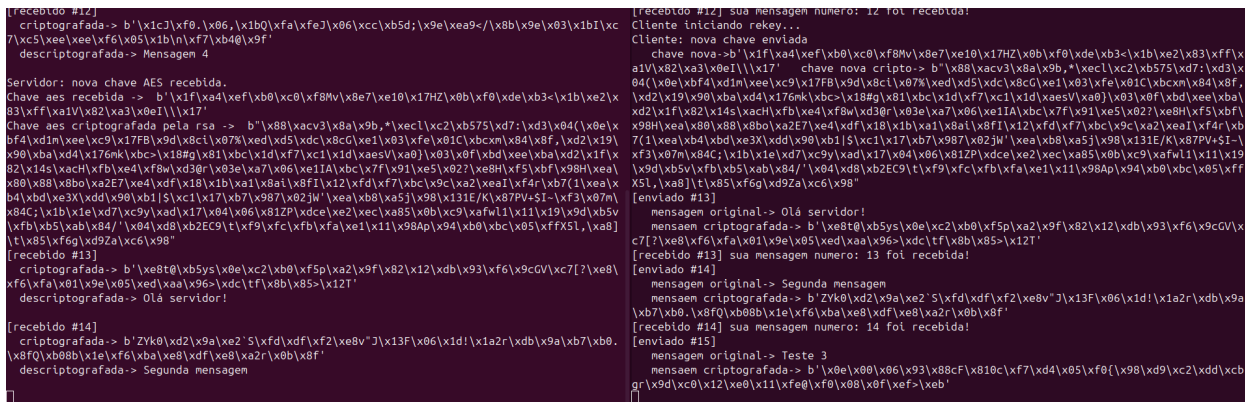 [recebido #12]
  criptografada-> b'\x1cJ\xf0.\x06,\x1bQ\xfa\xfeJ\x06\xcc\xb5d;\x9e\xea9</\x8b\x9e\x03\x1bI\xc
7\xc5\xee\xee\xf6\x05\x1b\n\xf7\xb4@\x9f'
  descriptografada-> Mensagem 4
Servidor: nova chave AES recebida.
Chave aes recebida ->  b'\x1f\xa4\xef\xb0\xc0\xf8Mv\x8e7\xe10\x17HZ\x0b\xf0\xde\xb3<\x1b\xe2\x
83\xff\xa1V\x82\xa3\x0eI\\\x17'
Chave aes criptografada pela rsa ->  b"\x88\xacv3\x8a\x9b,*\xecl\xc2\xb575\xd7:\xd3\x04(\x0e\x
bf4\xd1m\xee\xc9\x17FB\x9d\x8ci\x07%\xed\xd5\xdc\x8cG\xe1\x03\xfe\x01C\xbcxm\x84\x8f,\xd2\x19\
x90\xba\xd4\x176mk\xbc>\x18#g\x81\xbc\x1d\xf7\xc1\x1d\xaesV\xa0}\x03\x0f\xbd\xee\xba\xd2\x1f\x
82\x14s\xacH\xfb\xe4\xf8w\xd3@r\x03e\xa7\x06\xe1IA\xbc\x7f\x91\xe5\x02?\xe8H\xf5\xbf\x98H\xea\
x80\x88\x8bo\xa2E7\xe4\xdf\x18\x1b\xa1\x8ai\x8fI\x12\xfd\xf7\xbc\x9c\xa2\xeaI\xf4r\xb7(1\xea\x
b4\xbd\xe3X\xdd\x90\xb1|$\xc1\x17\xb7\x987\x02jW'\xea\xb8\xa5j\x98\x131E/K\x87PV+$I~\xf3\x07m\
x84C;\x1b\x1e\xd7\xc9y\xad\x17\x04\x06\x81ZP\xdce\xe2\xec\xa85\x0b\xc9\xafwl1\x11\x19\x9d\xb5v
\xfb\xb5\xab\x84/'\x04\xd8\xb2EC9\t\xf9\xfc\xfb\xfa\xe1\x11\x98Ap\x94\xb0\xbc\x05\xffX5l,\xa8]
\t\x85\xf6g\xd9Za\xc6\x98"
[recebido #13]
  criptografada-> b'\xe8t@\xb5ys\x0e\xc2\xb0\xf5p\xa2\x9f\x82\x12\xdb\x93\xf6\x9cGV\xc7[?\xe8\
xf6\xfa\x01\x9e\x05\xed\xaa\x96>\xdc\tf\x8b\x85>\x12T'
  descriptografada-> Olá servidor!
[recebido #14]
  criptografada-> b'ZYk0\xd2\x9a\xe2`S\xfd\xdf\xf2\xe8v"J\x13F\x06\x1d!\x1a2r\xdb\x9a\xb7\xb0.
\x8fQ\xb08b\x1e\xf6\xba\xe8\xdf\xe8\xa2r\x0b\x8f'
  descriptografada-> Segunda mensagem
[recebido #12] sua mensagem numero: 12 foi recebida!
Cliente iniciando rekey...
Cliente: nova chave enviada
   chave nova->b'\x1f\xa4\xef\xb0\xc0\xf8Mv\x8e7\xe10\x17HZ\x0b\xf0\xde\xb3<\x1b\xe2\x83\xff\x
a1V\x82\xa3\x0eI\\\x17'   chave nova cripto-> b"\x88\xacv3\x8a\x9b,*\xecl\xc2\xb575\xd7:\xd3\x
04(\x0e\xbf4\xd1m\xee\xc9\x17FB\x9d\x8ci\x07%\xed\xd5\xdc\x8cG\xe1\x03\xfe\x01C\xbcxm\x84\x8f,
\xd2\x19\x90\xba\xd4\x176mk\xbc>\x18#g\x81\xbc\x1d\xf7\xc1\x1d\xaesV\xa0}\x03\x0f\xbd\xee\xba\
xd2\x1f\x82\x14s\xacH\xfb\xe4\xf8w\xd3@r\x03e\xa7\x06\xe1IA\xbc\x7f\x91\xe5\x02?\xe8H\xf5\xbf\
x98H\xea\x80\x88\x8bo\xa2E7\xe4\xdf\x18\x1b\xa1\x8ai\x8fI\x12\xfd\xf7\xbc\x9c\xa2\xeaI\xf4r\xb
7(1\xea\xb4\xbd\xe3X\xdd\x90\xb1|$\xc1\x17\xb7\x987\x02jW'\xea\xb8\xa5j\x98\x131E/K\x87PV+$I~\
xf3\x07m\x84C;\x1b\x1e\xd7\xc9y\xad\x17\x04\x06\x81ZP\xdce\xe2\xec\xa85\x0b\xc9\xafwl1\x11\x19
\x9d\xb5v\xfb\xb5\xab\x84/'\x04\xd8\xb2EC9\t\xf9\xfc\xfb\xfa\xe1\x11\x98Ap\x94\xb0\xbc\x05\xff
X5l,\xa8]\t\x85\xf6g\xd9Za\xc6\x98"
[enviado #13]
   mensagem original-> Olá servidor!
   mensaem criptografada-> b'\xe8t@\xb5ys\x0e\xc2\xb0\xf5p\xa2\x9f\x82\x12\xdb\x93\xf6\x9cGV\x
c7[?\xe8\xf6\xfa\x01\x9e\x05\xed\xaa\x96>\xdc\tf\x8b\x85>\x12T'
[recebido #13] sua mensagem numero: 13 foi recebida!
[enviado #14]
   mensagem original-> Segunda mensagem
   mensaem criptografada-> b'ZYk0\xd2\x9a\xe2`S\xfd\xdf\xf2\xe8v"J\x13F\x06\x1d!\x1a2r\xdb\x9a
\xb7\xb0.\x8fQ\xb08b\x1e\xf6\xba\xe8\xdf\xe8\xa2r\x0b\x8f'
[recebido #14] sua mensagem numero: 14 foi recebida!
[enviado #15]
   mensagem original-> Teste 3
   mensaem criptografada-> b'\x0e\x00\x06\x93\x88cF\x810c\xf7\xd4\x05\xf0{\x98\xd9\xc2\xdd\xcb
gr\x9d\xc0\x12\xe0\x11\xfe@\xf0\x08\x0f\xef>\xeb'